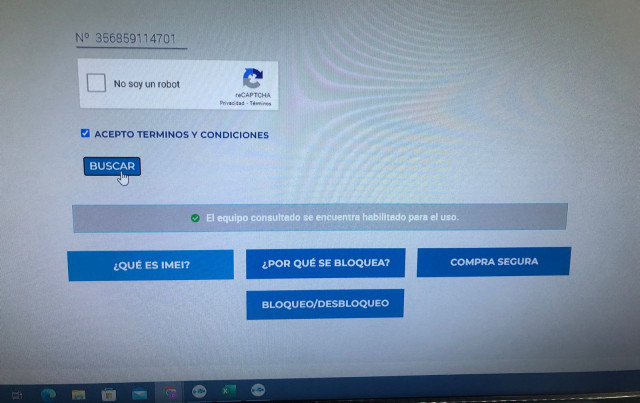 Nº 356859114701
No soy un robot
reCAPTCHA
Privacidad - Términos
ACEPTO TERMINOS Y CONDICIONES
BUSCAR
El equipo consultado se encuentra habilitado para el uso.
¿QUÉ ES IMEI?
¿POR QUÉ SE BLOQUEA?
COMPRA SEGURA
BLOQUEO/DESBLOQUEO